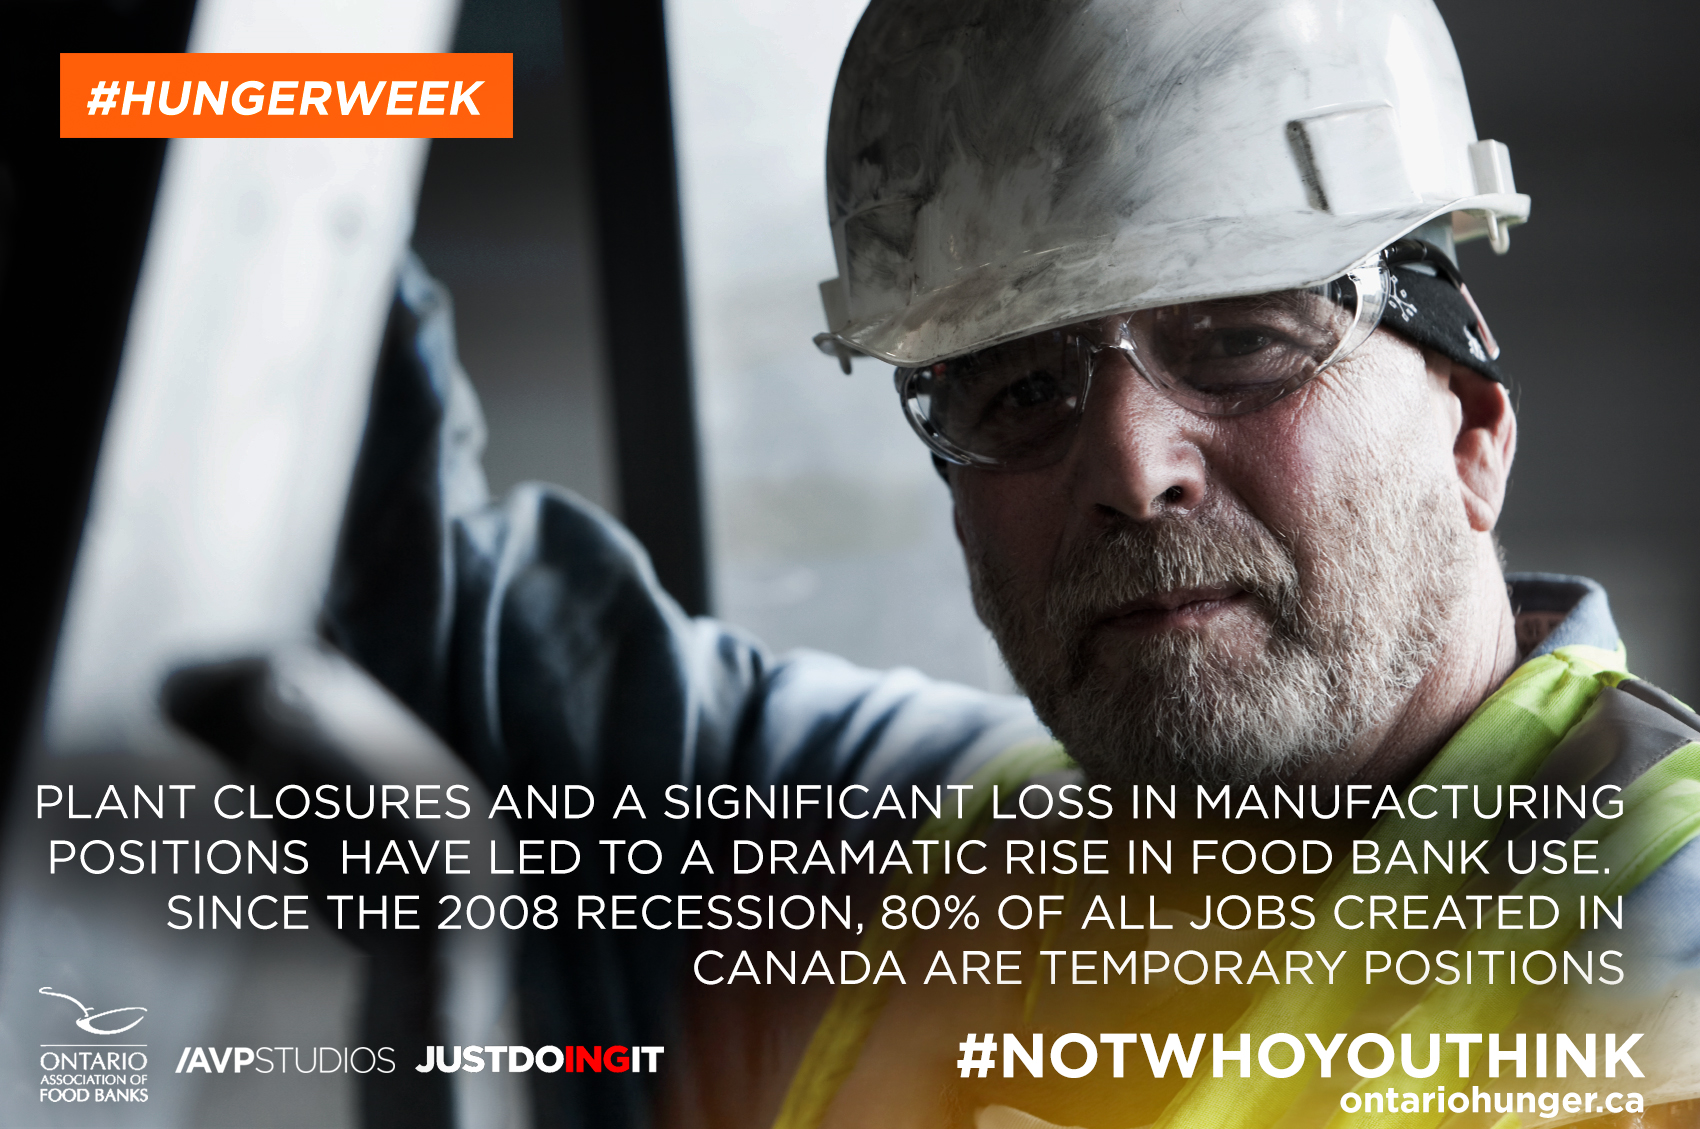 #HUNGERWEEK
PLANT CLOSURES AND A SIGNIFICANT LOSS IN MANUFACTURING
POSITIONS HAVE LED TO A DRAMATIC RISE IN FOOD BANK USE.
SINCE THE 2008 RECESSION, 80% OF ALL JOBS CREATED IN
CANADA ARE TEMPORARY POSITIONS
ONTARIO
ASSOCIATION OF
FOOD BANKS
//AVPSTUDIOS
JUSTDOINGIT
#NOTWHOYOUTHINK
ontariohunger.ca